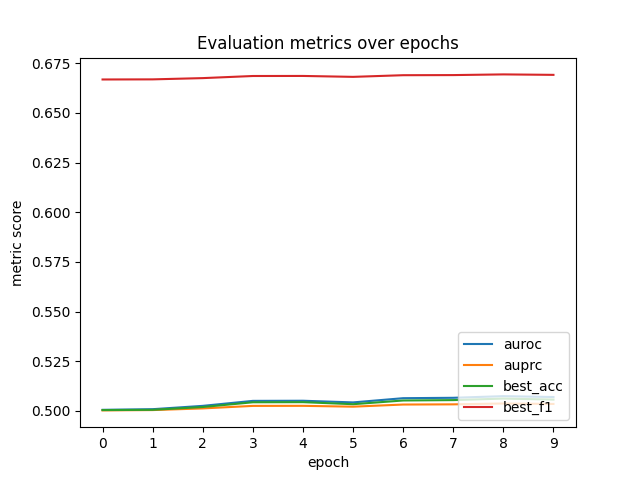 Evaluation metrics over epochs
metric score
0.675
0.650
0.625
0.600
0.575
0.550
0.525
0.500
auroc
auprc
best_acc
best_f1
0 1 2 3 4 5 6 7 8 9
epoch